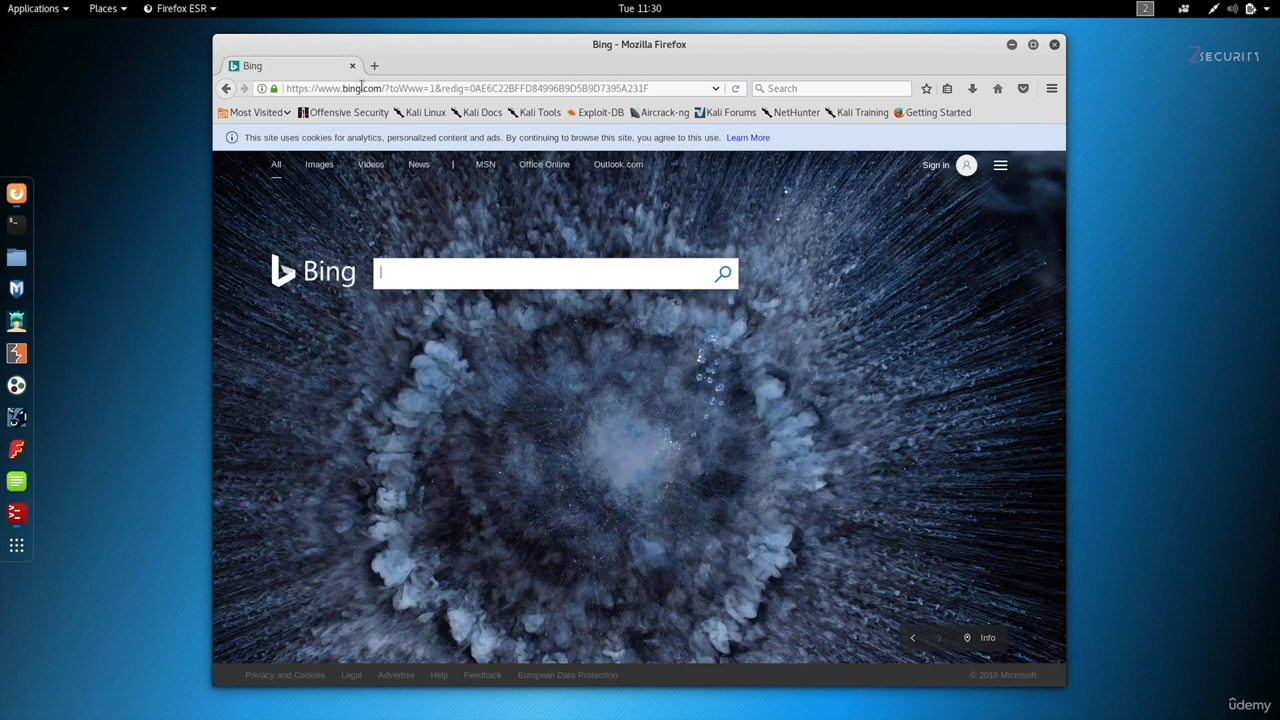 Applications Places Firefox ESR Tue 11:30 2
Bing - Mozilla Firefox
ZSECURITY
Bing
https://www.bing.com/?toWww=1&redig=0AE6C22BFFD84996B9D5B9D7395A231F Search
Most Visited Offensive Security Kali Linux Kali Docs Kali Tools Exploit-DB Aircrack-ng Kali Forums NetHunter Kali Training Getting Started
This site uses cookies for analytics, personalized content and ads. By continuing to browse this site, you agree to this use. Learn More
All Images Videos News | MSN Office Online Outlook.com Sign in
Bing
Info
Privacy and Cookies Legal Advertise Help Feedback European Data Protection © 2018 Microsoft
ûdemy